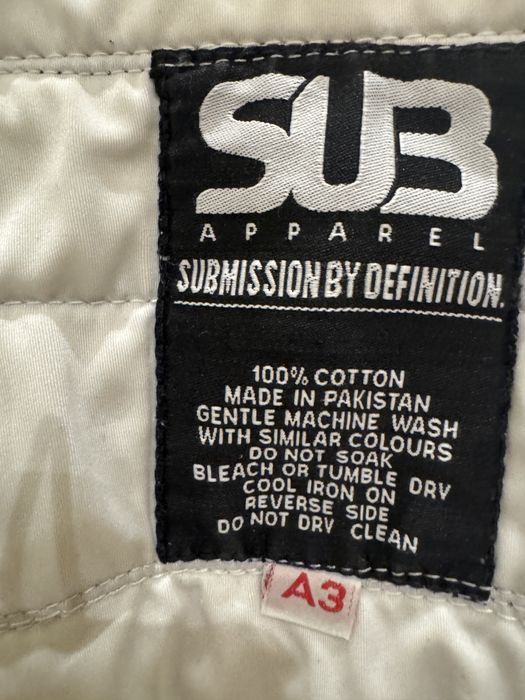 SUB
APPAREL
SUBMISSION BY DEFINITION.
100% COTTON
MADE IN PAKISTAN
GENTLE MACHINE WASH
WITH SIMILAR COLOURS
DO NOT SOAK
BLEACH OR TUMBLE DRY
COOL IRON ON
REVERSE SIDE
DO NOT DRY CLEAN
A3